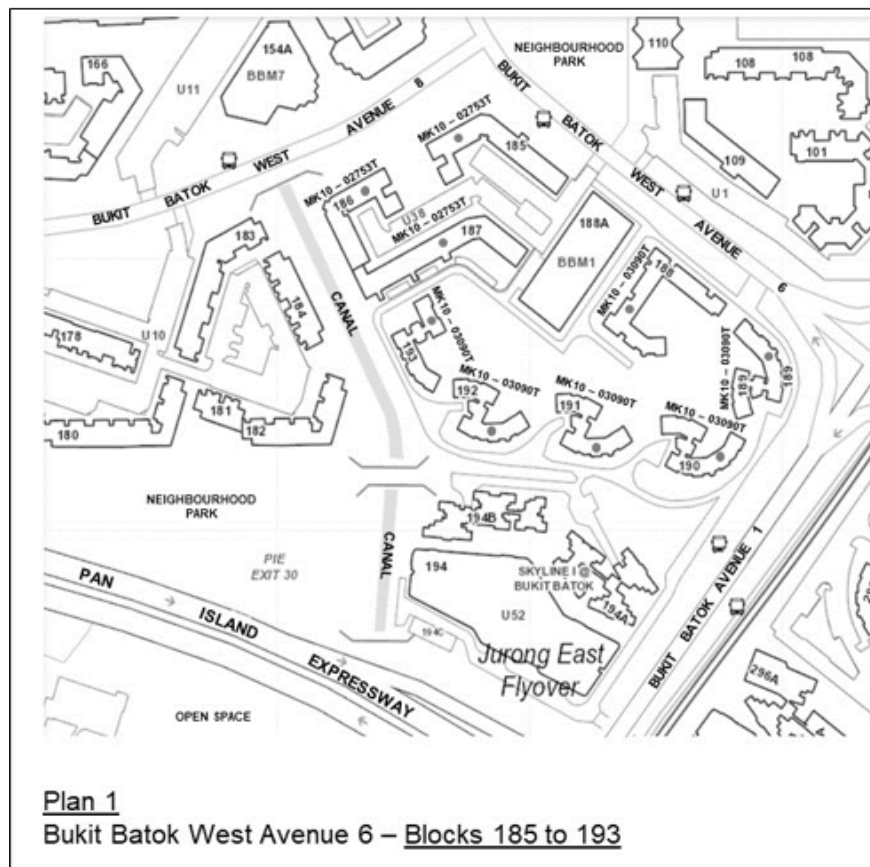 NEIGHBOURHOOD
PARK
110
108
108
166
154A
BBM7
U11
BUKIT BATOK WEST AVENUE 6
109
101
U1
BUKIT BATOK WEST AVENUE 8
MK10 – 02753T
185
MK10 – 02753T
186
U38
MK10 – 02753T
187
188A
BBM1
MK10 – 03090T
188
183
184
CANAL
178
U10
MK10 – 03090T
193
MK10 – 03090T
192
MK10 – 03090T
191
MK10 – 03090T
190
MK10 – 03090T
189
189
180
181
182
NEIGHBOURHOOD
PARK
PIE
EXIT 30
CANAL
194B
194
SKYLINE I @
BUKIT BATOK
194A
U52
194C
Jurong East
Flyover
BUKIT BATOK AVENUE 1
PAN ISLAND EXPRESSWAY
OPEN SPACE
296A
Plan 1
Bukit Batok West Avenue 6 – Blocks 185 to 193